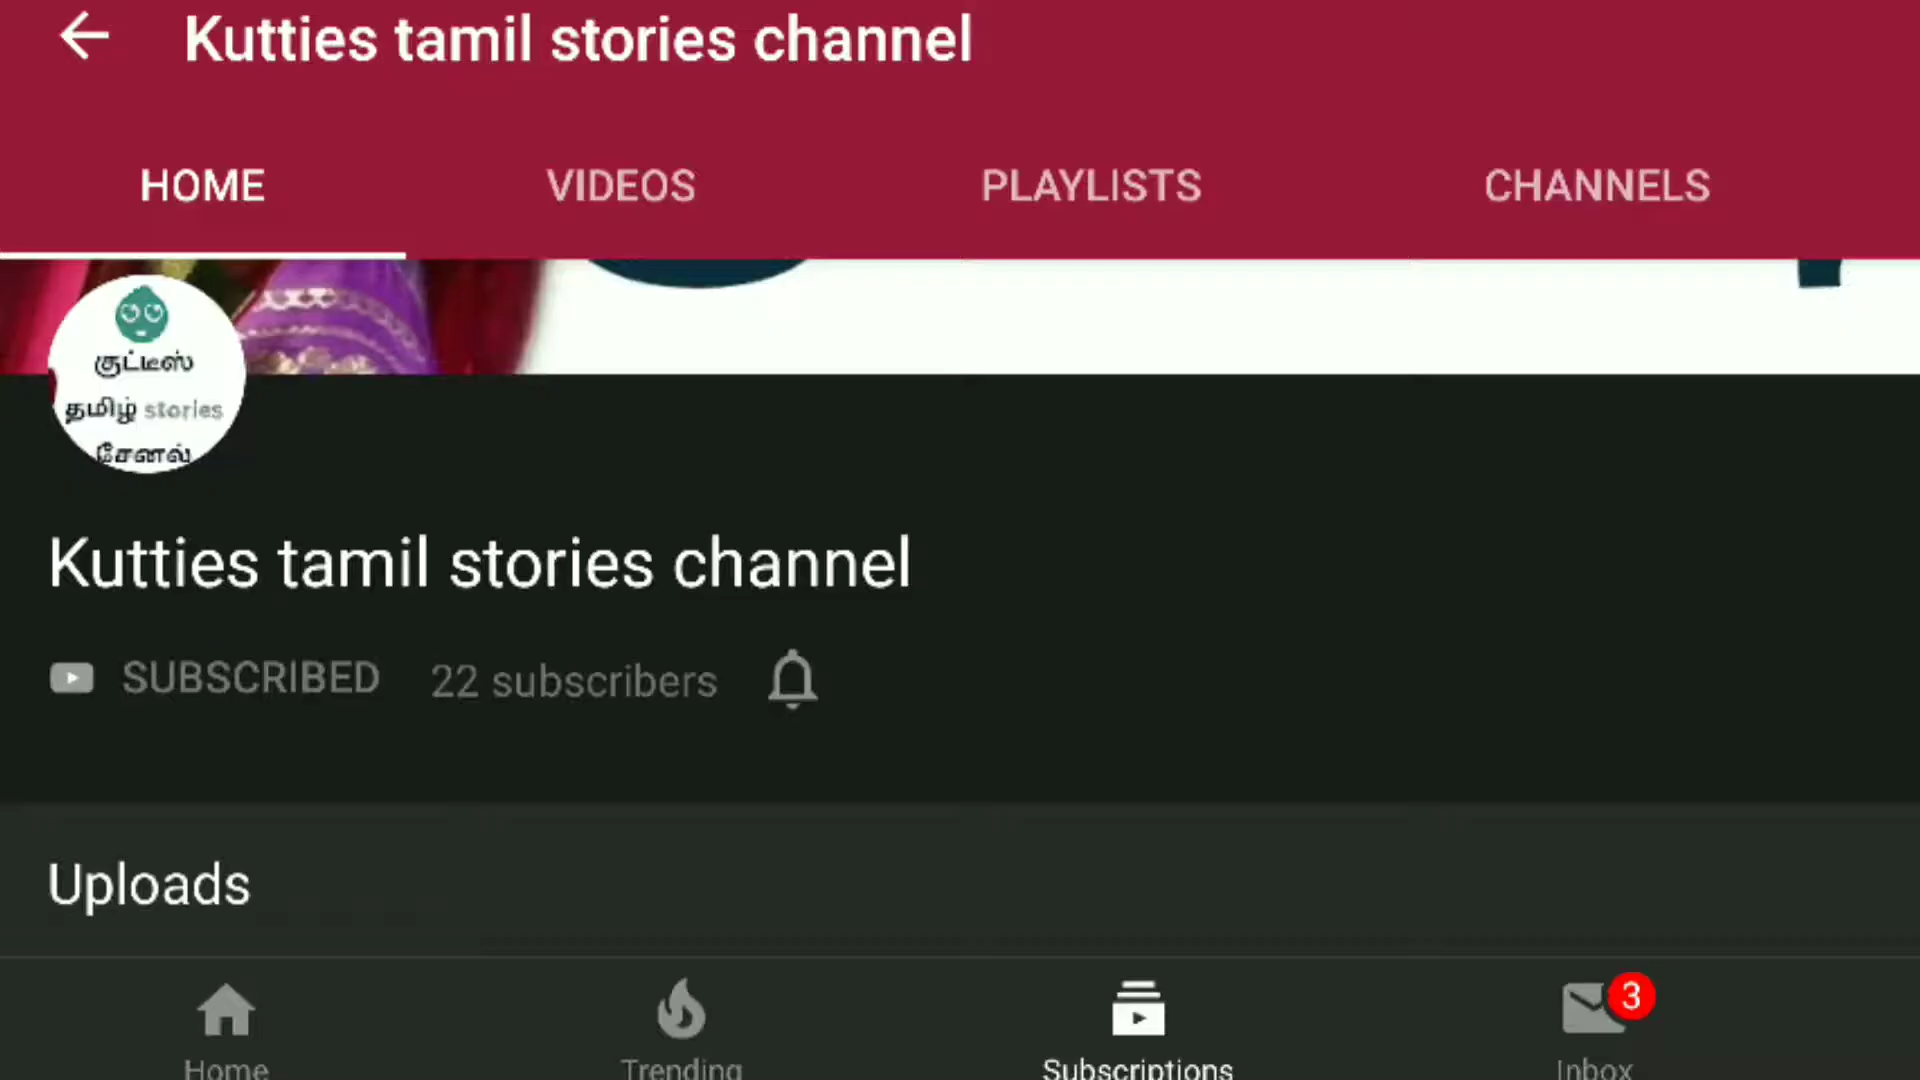 Kutties tamil stories channel
HOME VIDEOS PLAYLISTS CHANNELS
குட்டீஸ்
தமிழ் stories
சேனல்
Kutties tamil stories channel
SUBSCRIBED 22 subscribers
Uploads
3
Home Trending Subscriptions Inbox